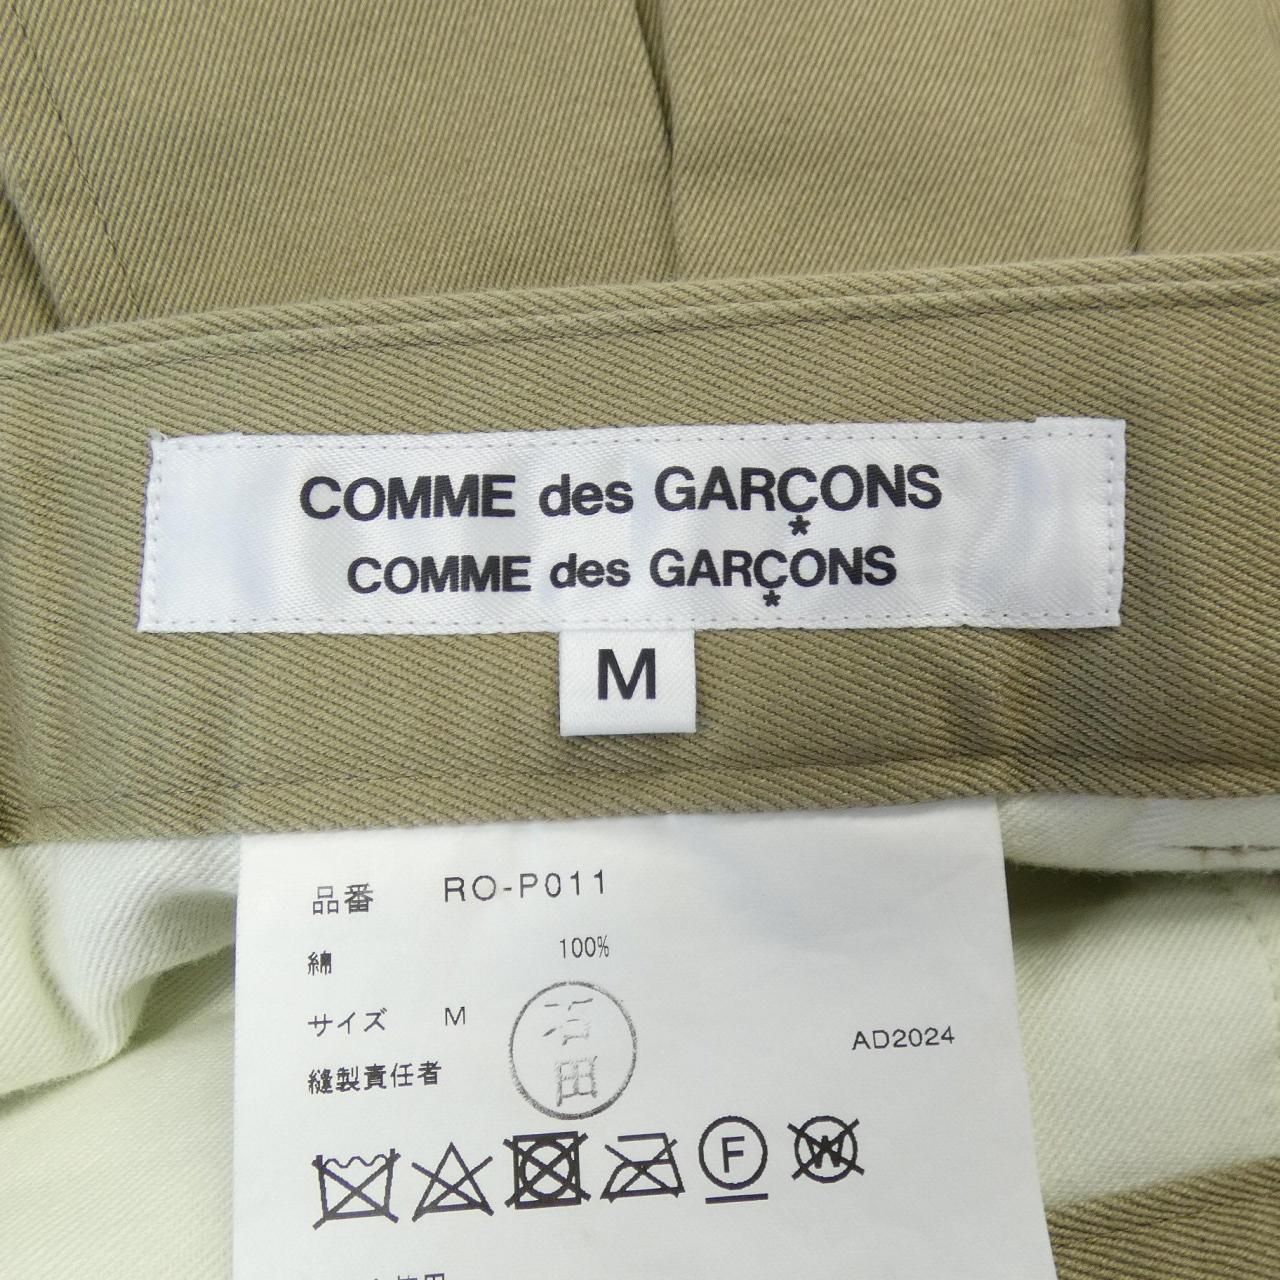 COMME des GARÇONS
COMME des GARÇONS
M
品番 RO-P011
綿 100%
サイズ M
AD2024
縫製責任者
F
W